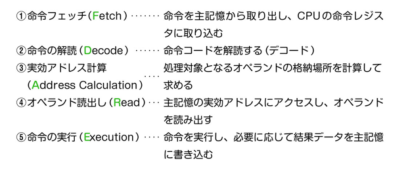 ①命令フェッチ(Fetch)‥‥‥‥ 命令を主記憶から取り出し、CPUの命令レジス
タに取り込む
②命令の解読(Decode)‥‥‥ 命令コードを解読する(デコード)
③実効アドレス計算 処理対象となるオペランドの格納場所を計算して
(Address Calculation)‥‥ 求める
④オペランド読出し(Read)‥‥ 主記憶の実効アドレスにアクセスし、オペランド
を読み出す
⑤命令の実行(Execution)‥‥ 命令を実行し、必要に応じて結果データを主記憶
に書き込む